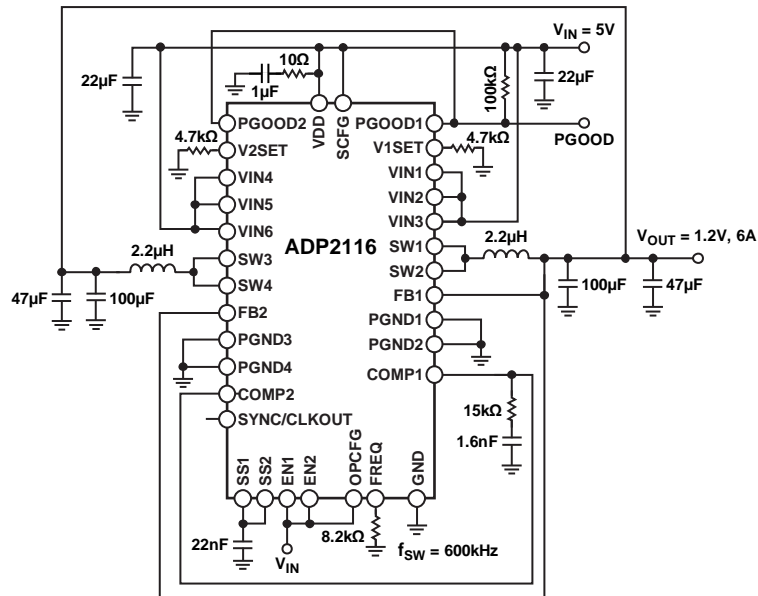 V_IN = 5V
22µF
10Ω
1µF
100kΩ
22µF
PGOOD
PGOOD2
VDD
SCFG
PGOOD1
4.7kΩ
V2SET
V1SET
4.7kΩ
VIN4
VIN1
VIN5
VIN2
VIN6
VIN3
ADP2116
V_OUT = 1.2V, 6A
2.2µH
SW3
SW1
2.2µH
SW4
SW2
47µF
100µF
100µF
47µF
FB2
FB1
PGND3
PGND1
PGND4
PGND2
COMP2
COMP1
SYNC/CLKOUT
15kΩ
1.6nF
SS1
SS2
EN1
EN2
OPCFG
FREQ
GND
22nF
V_IN
8.2kΩ
f_SW = 600kHz